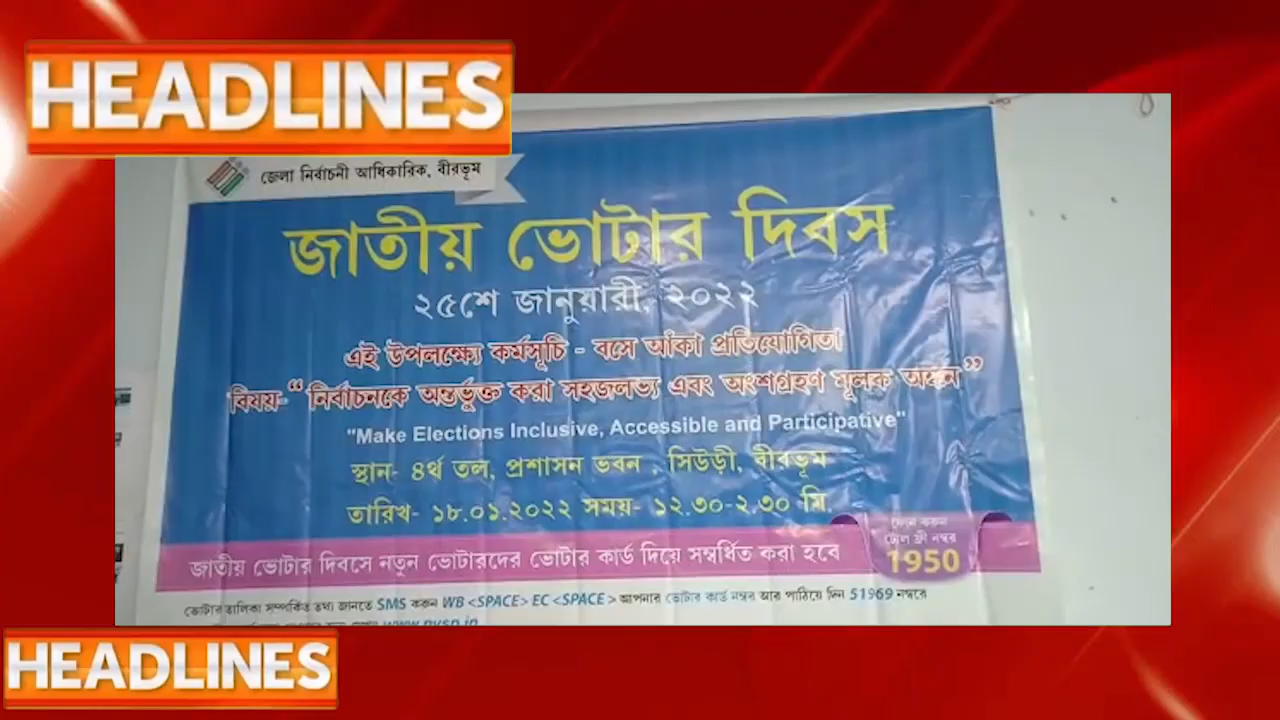 HEADLINES
জেলা নির্বাচনী আধিকারিক, বীরভূম
জাতীয় ভোটার দিবস
২৫শে জানুয়ারী, ২০২২
এই উপলক্ষ্যে কর্মসূচি - বসে আঁকা প্রতিযোগিতা
বিষয়- “নির্বাচনকে অন্তর্ভুক্ত করা সহজলভ্য এবং অংশগ্রহণ মূলক অঙ্কন”
"Make Elections Inclusive, Accessible and Participative"
স্থান- ৪র্থ তল, প্রশাসন ভবন , সিউড়ী, বীরভূম
তারিখ- ১৮.০১.২০২২ সময়- ১২.৩০-২.৩০ মি.
ফোন করুন
টোল ফ্রী নম্বর
1950
জাতীয় ভোটার দিবসে নতুন ভোটারদের ভোটার কার্ড দিয়ে সম্বর্ধিত করা হবে
ভোটার তালিকা সম্পর্কিত তথ্য জানতে SMS করুন WB <SPACE> EC <SPACE> আপনার ভোটার কার্ড নম্বর আর পাঠিয়ে দিন 51969 নম্বরে
HEADLINES